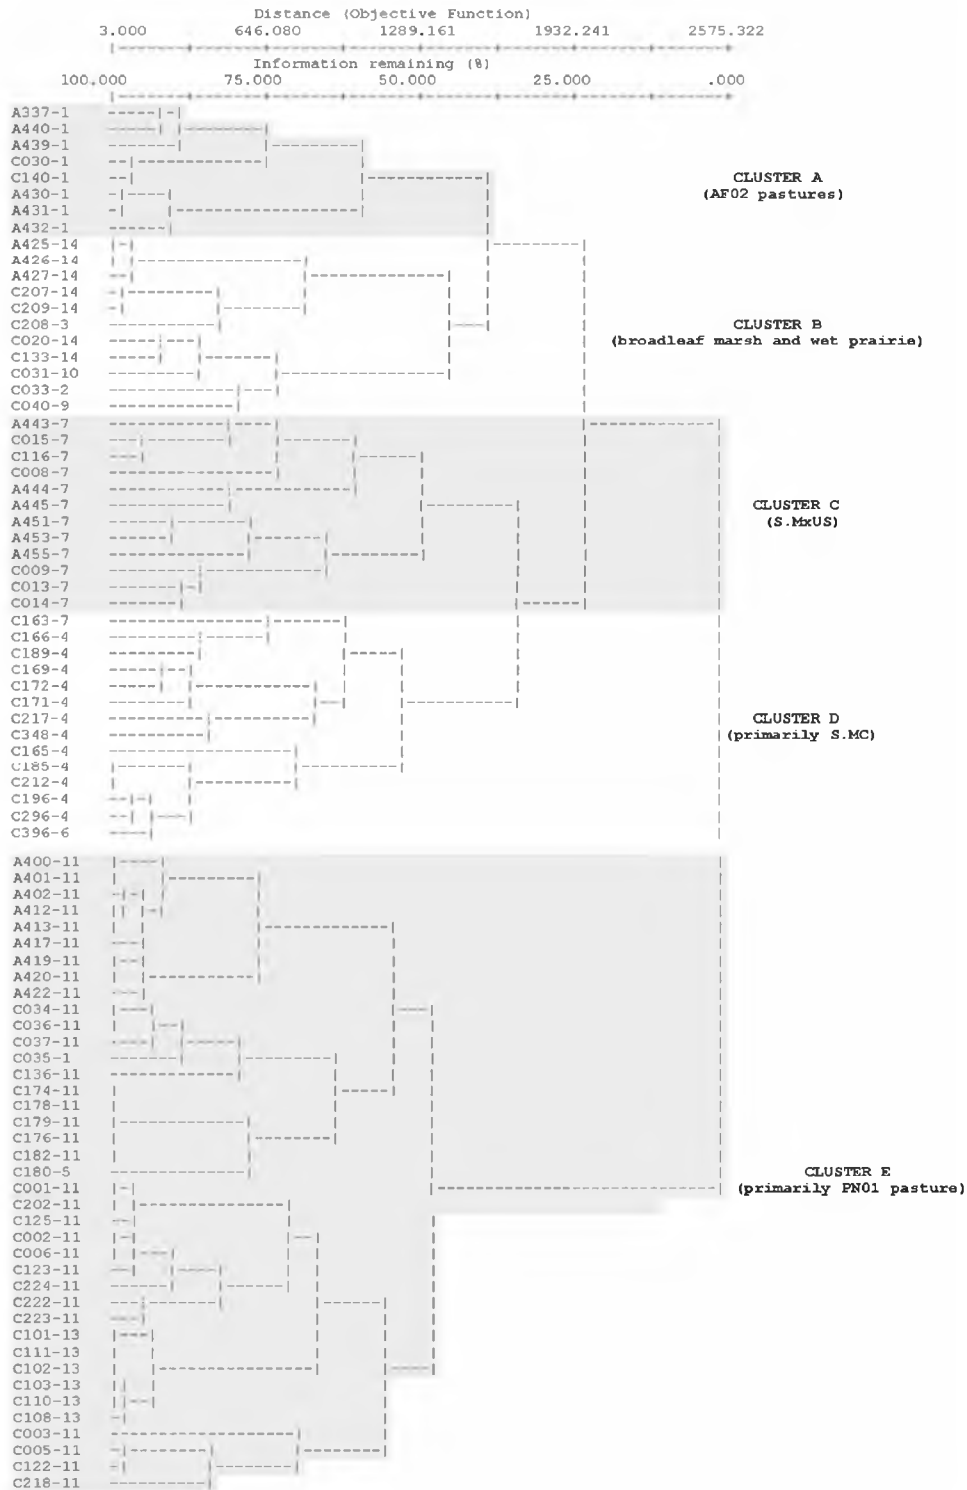 Distance (Objective Function)
3.000 646.080 1289.161 1932.241 2575.322
Information remaining (%)
100.000 75.000 50.000 25.000 .000
A337-1
A440-1
A439-1
C030-1
C140-1
CLUSTER A
A430-1
(AF02 pastures)
A431-1
A432-1
A425-14
A426-14
A427-14
C207-14
C209-14
C208-3
CLUSTER B
C020-14
(broadleaf marsh and wet prairie)
C133-14
C031-10
C033-2
C040-9
A443-7
C015-7
C116-7
C008-7
A444-7
A445-7
CLUSTER C
A451-7
(S.MxUS)
A453-7
A455-7
C009-7
C013-7
C014-7
C163-7
C166-4
C189-4
C169-4
C172-4
C171-4
C217-4
CLUSTER D
C348-4
(primarily S.MC)
C165-4
C185-4
C212-4
C196-4
C296-4
C396-6
A400-11
A401-11
A402-11
A412-11
A413-11
A417-11
A419-11
A420-11
A422-11
C034-11
C036-11
C037-11
C035-1
C136-11
C174-11
C178-11
C179-11
C176-11
C182-11
C180-5
CLUSTER E
C001-11
(primarily PN01 pasture)
C202-11
C125-11
C002-11
C006-11
C123-11
C224-11
C222-11
C223-11
C101-13
C111-13
C102-13
C103-13
C110-13
C108-13
C003-11
C005-11
C122-11
C218-11